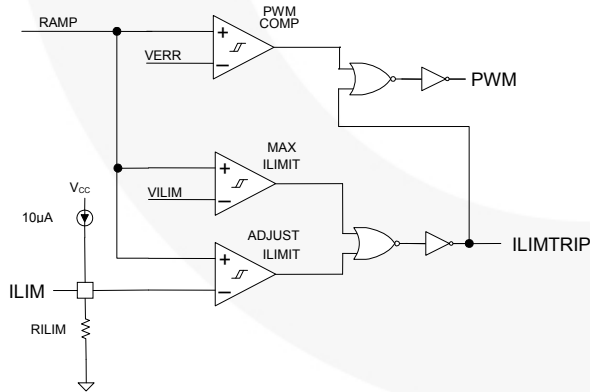 PWM
COMP
RAMP
+
VERR
−
PWM
MAX
ILIMIT
+
VILIM
−
VCC
10µA
ADJUST
ILIMIT
ILIMTRIP
+
ILIM
−
RILIM